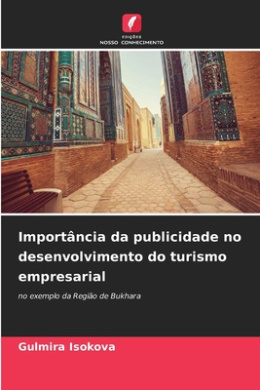 edições
NOSSO CONHECIMENTO
Importância da publicidade no
desenvolvimento do turismo
empresarial
no exemplo da Região de Bukhara
Gulmira Isokova